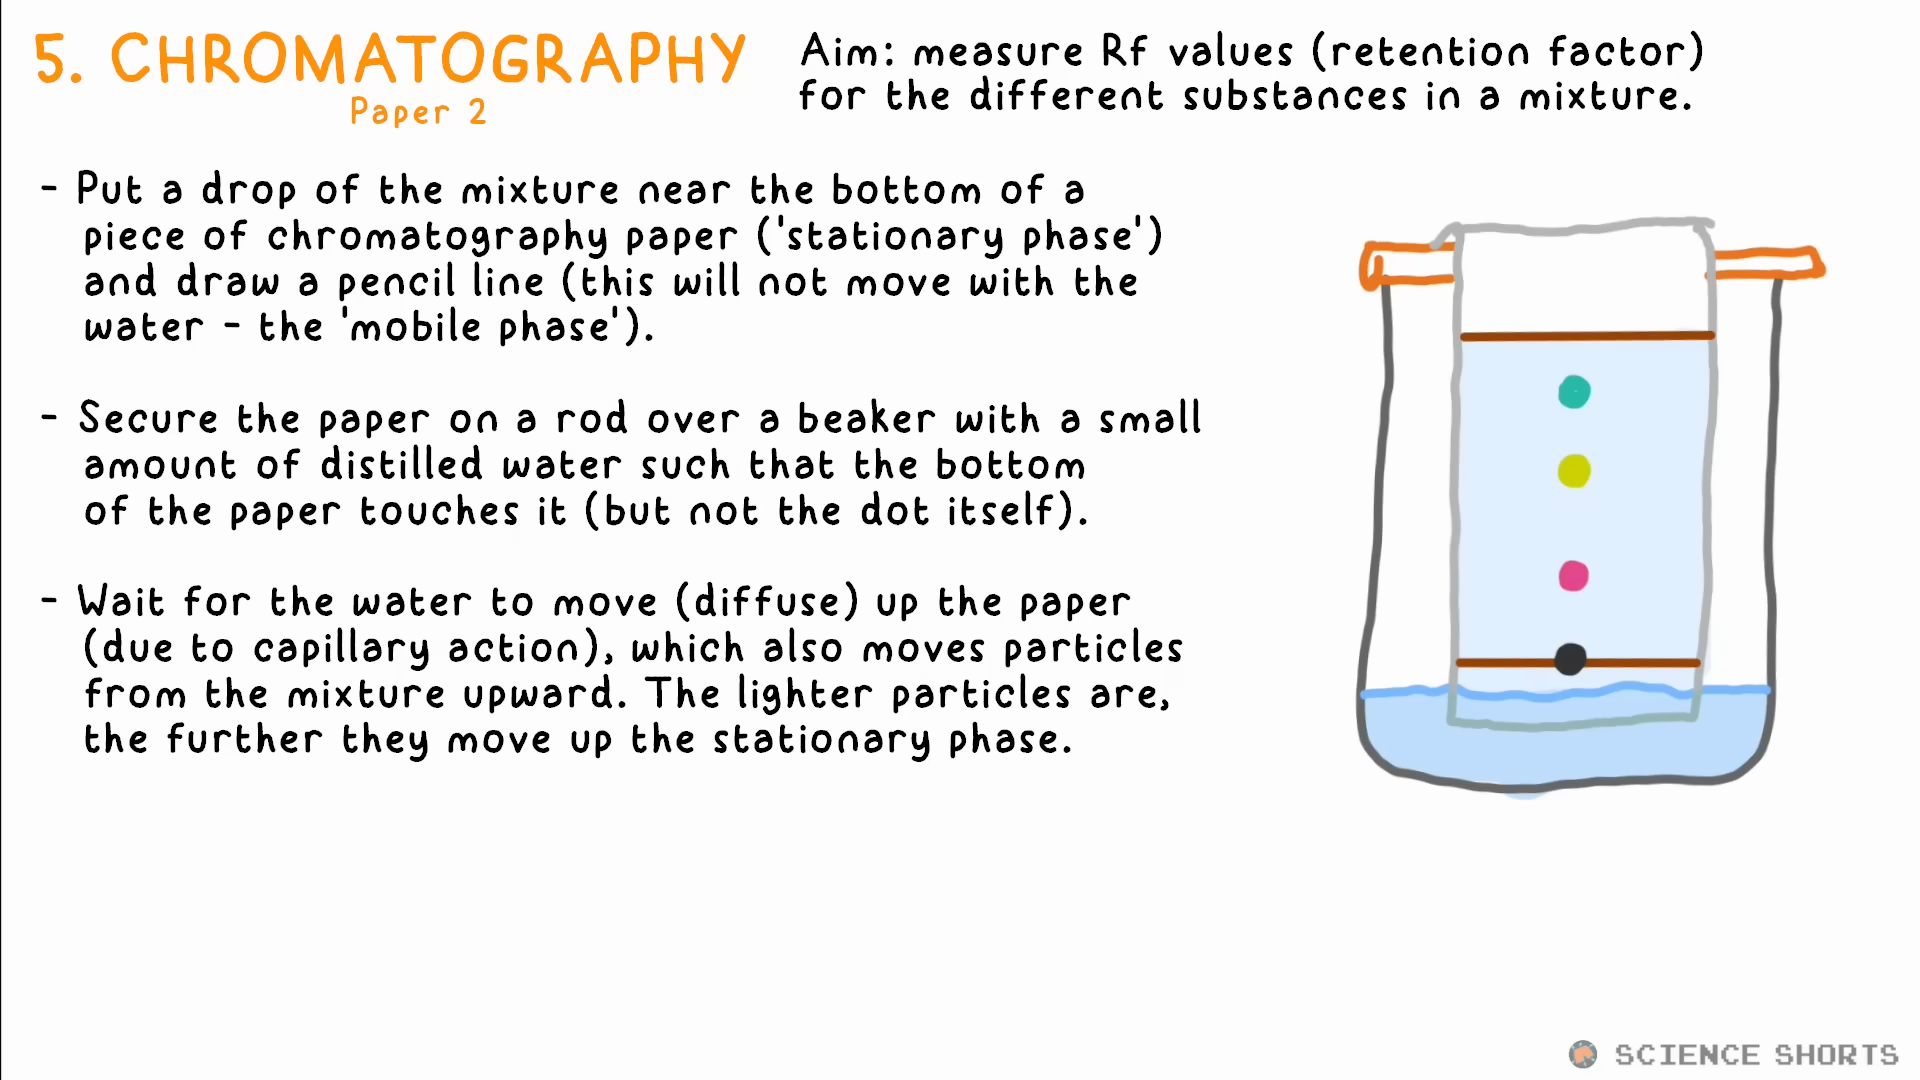 5. CHROMATOGRAPHY
Paper 2
Aim: measure Rf values (retention factor)
for the different substances in a mixture.
- Put a drop of the mixture near the bottom of a
piece of chromatography paper ('stationary phase')
and draw a pencil line (this will not move with the
water - the 'mobile phase').
- Secure the paper on a rod over a beaker with a small
amount of distilled water such that the bottom
of the paper touches it (but not the dot itself).
- Wait for the water to move (diffuse) up the paper
(due to capillary action), which also moves particles
from the mixture upward. The lighter particles are,
the further they move up the stationary phase.
SCIENCE SHORTS